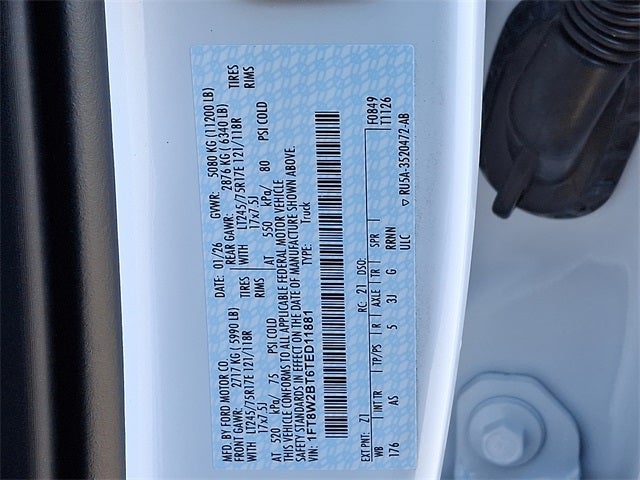 MFD. BY FORD MOTOR CO. DATE: 01/26 GVWR: 5080 KG (11200 LB)
FRONT GAWR: 2717 KG (5990 LB) REAR GAWR: 2876 KG (6340 LB)
WITH LT245/75R17E 121/118R TIRES WITH LT245/75R17E 121/118R TIRES
17x7.5J RIMS 17x7.5J RIMS
AT 520 kPa/ 75 PSI COLD AT 550 kPa/ 80 PSI COLD
THIS VEHICLE CONFORMS TO ALL APPLICABLE FEDERAL MOTOR VEHICLE
SAFETY STANDARDS IN EFFECT ON THE DATE OF MANUFACTURE SHOWN ABOVE.
VIN: 1FT8W2BT6TED11881 TYPE: Truck
F0849
T1126
EXT PNT: Z1 RC: 21 DSO:
WB INT TR TP/PS R AXLE TR SPR
176 AS 5 3J G RRNN
ULC ▽ RU5A-3520472-AB